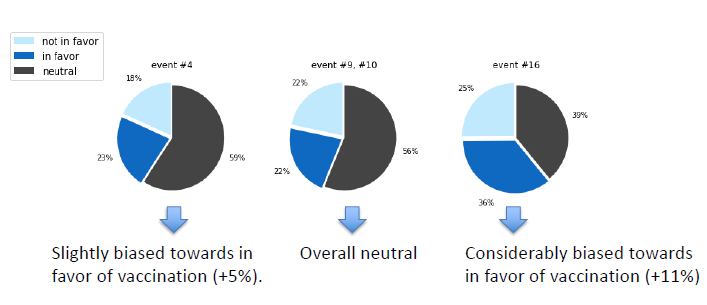 not in favor
in favor
neutral
event #4
18%
23%
59%
event #9, #10
22%
22%
56%
event #16
25%
39%
36%
Slightly biased towards in
favor of vaccination (+5%).
Overall neutral
Considerably biased towards
in favor of vaccination (+11%)